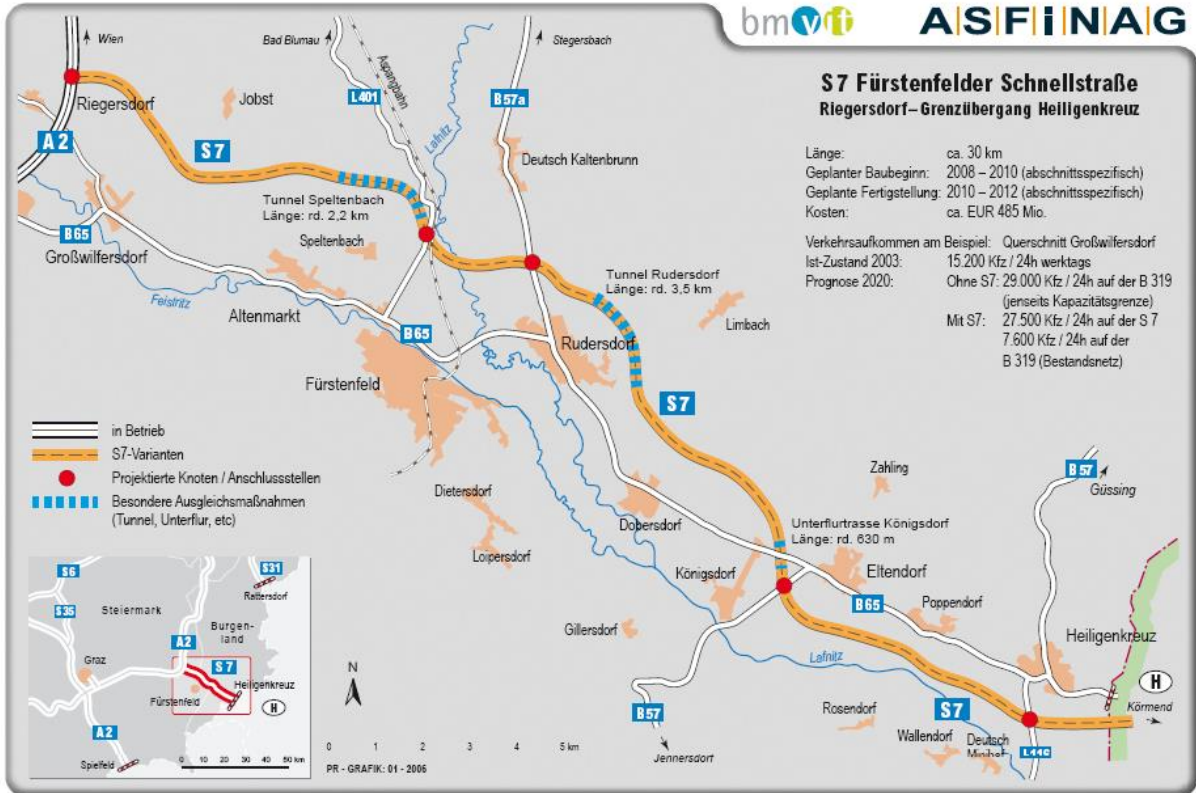 bmvit
ASFiNAG
S7 Fürstenfelder Schnellstraße
Riegersdorf–Grenzübergang Heiligenkreuz
Länge: ca. 30 km
Geplanter Baubeginn: 2008 – 2010 (abschnittsspezifisch)
Geplante Fertigstellung: 2010 – 2012 (abschnittsspezifisch)
Kosten: ca. EUR 485 Mio.
Verkehrsaufkommen am Beispiel: Querschnitt Großwilfersdorf
Ist-Zustand 2003: 15.200 Kfz / 24h werktags
Prognose 2020: Ohne S7: 29.000 Kfz / 24h auf der B 319
(jenseits Kapazitätsgrenze)
Mit S7: 27.500 Kfz / 24h auf der S 7
7.600 Kfz / 24h auf der
B 319 (Bestandsnetz)
Wien
Bad Blumau
Aspangbahn
Stegersbach
Riegersdorf
Jobst
L401
B57a
Lafnitz
A2
S7
Deutsch Kaltenbrunn
Tunnel Speltenbach
Länge: rd. 2,2 km
B65
Speltenbach
Großwilfersdorf
Feistritz
Altenmarkt
Tunnel Rudersdorf
Länge: rd. 3,5 km
Limbach
B65
Rudersdorf
Fürstenfeld
S7
in Betrieb
S7-Varianten
Projektierte Knoten / Anschlussstellen
Besondere Ausgleichsmaßnahmen
(Tunnel, Unterflur, etc)
Dietersdorf
Loipersdorf
Dobersdorf
Zahling
B57
Güssing
Unterflurtrasse Königsdorf
Länge: rd. 630 m
Königsdorf
Eltendorf
B65
Poppendorf
Gillersdorf
Heiligenkreuz
Lafnitz
H
Körmend
B57
Jennersdorf
Rosendorf
S7
Wallendorf
Deutsch
S6
S31
Rattersdorf
S35
Steiermark
Burgen-
land
A2
Graz
S7
Heiligenkreuz
Fürstenfeld
H
A2
Spielfeld
0 10 20 30 40 50 km
N
0 1 2 3 4 5 km
PR - GRAFIK: 01 - 2006